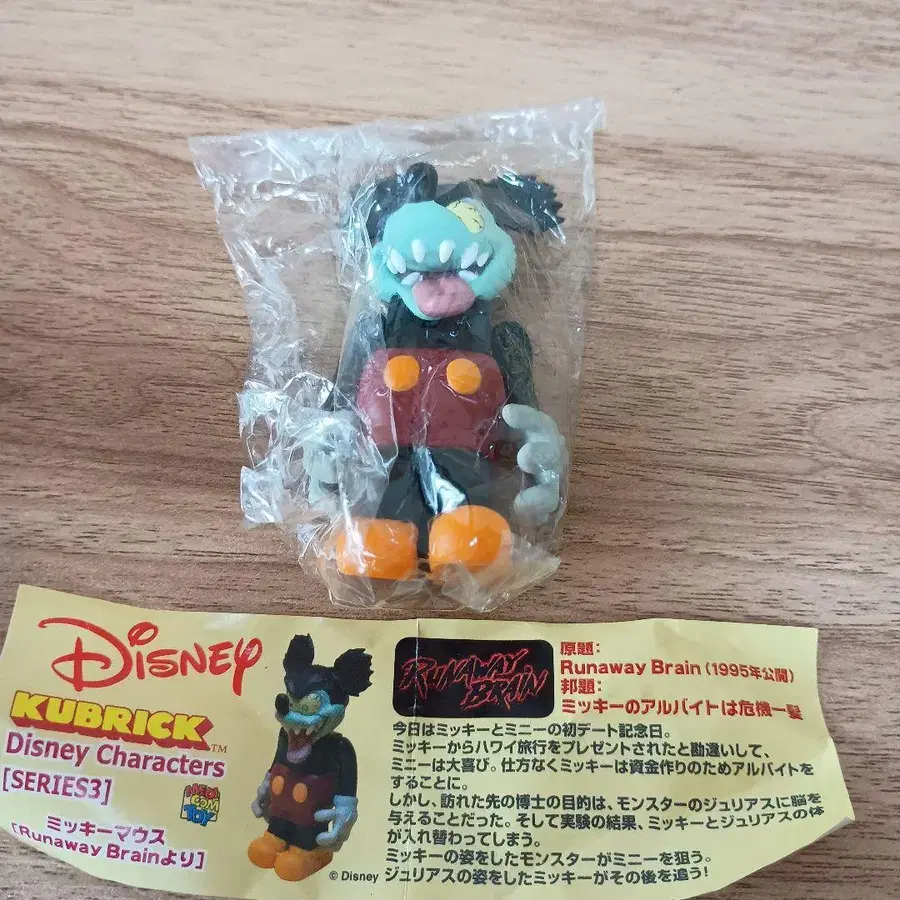 DISNEY
KUBRICK™
Disney Characters
[SERIES3]
ミッキーマウス
[Runaway Brainより]
MEDI
COM
TOY
© Disney
RUNAWAY
BRAIN
原題:
Runaway Brain (1995年公開)
邦題:
ミッキーのアルバイトは危機一髪
今日はミッキーとミニーの初デート記念日。
ミッキーからハワイ旅行をプレゼントされたと勘違いして、
ミニーは大喜び。仕方なくミッキーは資金作りのためアルバイトを
することに。
しかし、訪れた先の博士の目的は、モンスターのジュリアスに脳を
与えることだった。そして実験の結果、ミッキーとジュリアスの体
が入れ替わってしまう。
ミッキーの姿をしたモンスターがミニーを狙う。
ジュリアスの姿をしたミッキーがその後を追う!